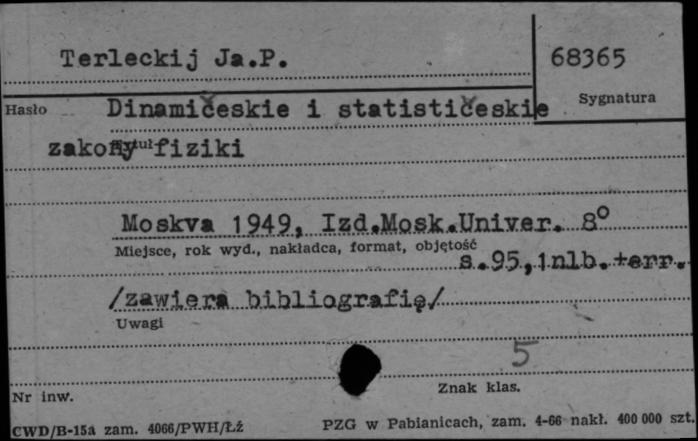 Terleckij Ja.P.
68365
Hasło
Sygnatura
Dinamičeskie i statističeskie
zakony fiziki
Tytuł
Moskva 1949, Izd.Mosk.Univer. 8°
Miejsce, rok wyd., nakładca, format, objętość
s.95,1nlb.+err.
/zawiera bibliografię/
Uwagi
5
Nr inw.
Znak klas.
CWD/B-15a zam. 4066/PWH/Łź
PZG w Pabianicach, zam. 4-66 nakł. 400 000 szt.